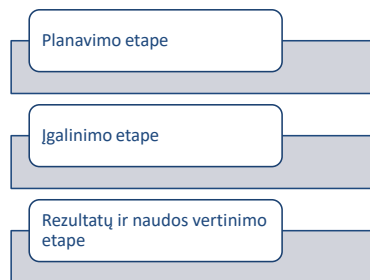 Planavimo etape
Įgalinimo etape
Rezultatų ir naudos vertinimo
etape